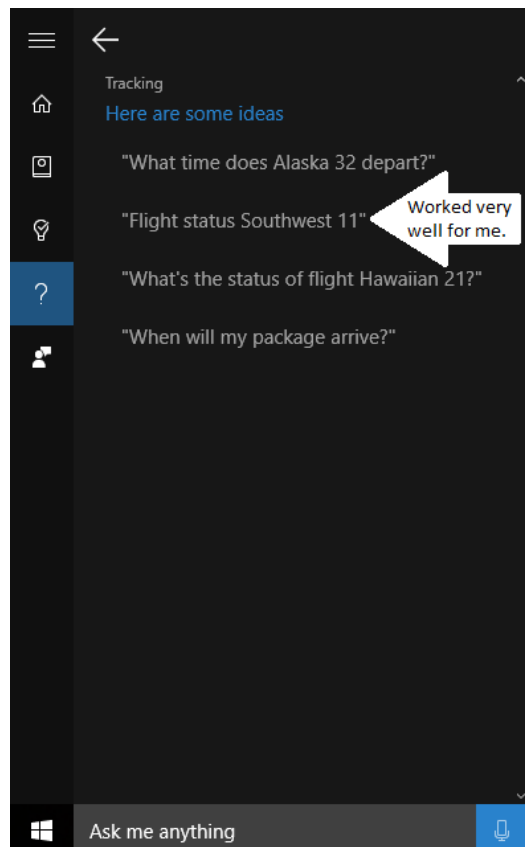 Tracking
Here are some ideas
"What time does Alaska 32 depart?"
"Flight status Southwest 11"
Worked very
well for me.
"What's the status of flight Hawaiian 21?"
"When will my package arrive?"
Ask me anything